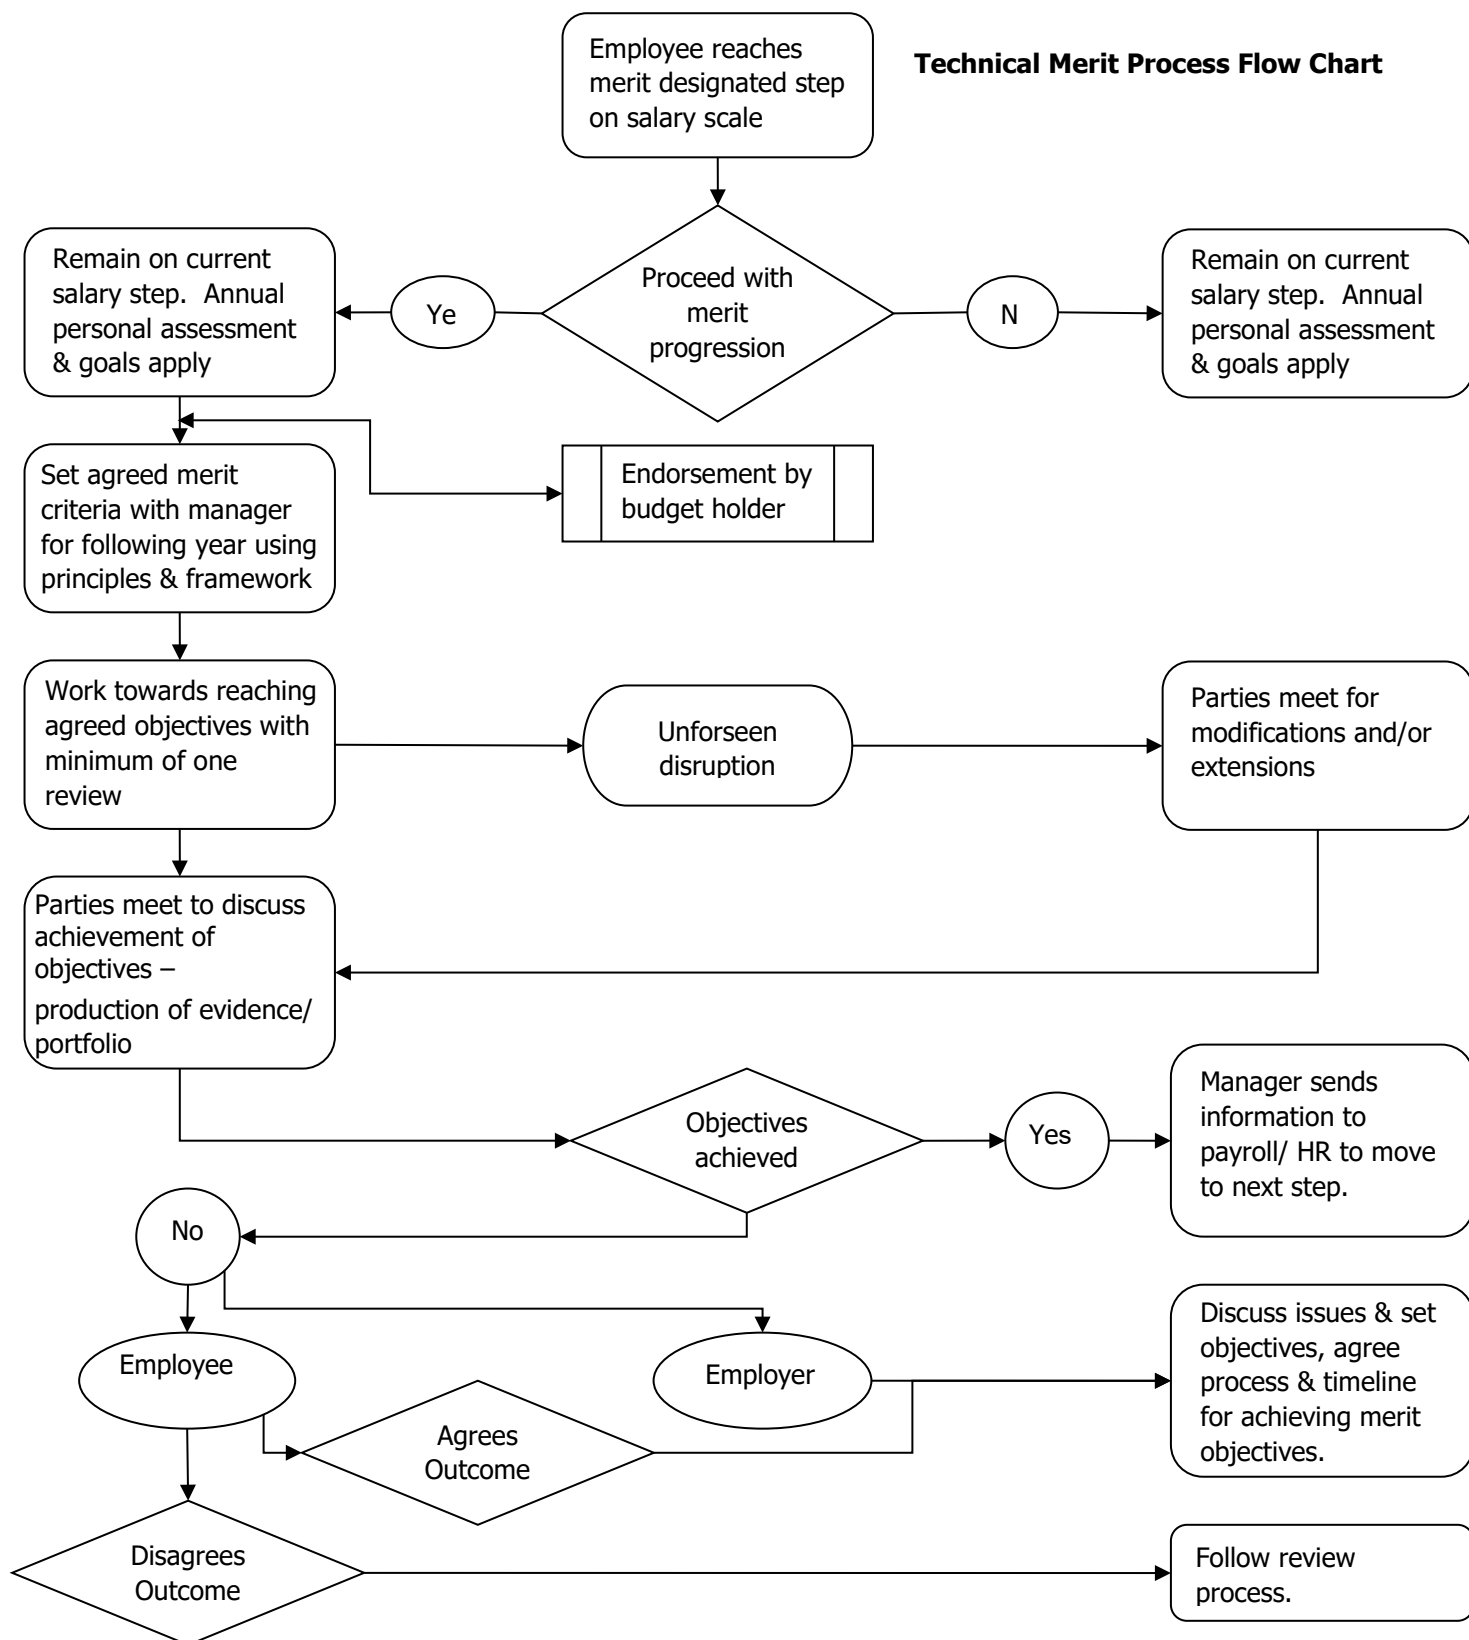 Employee reaches
merit designated step
on salary scale
Technical Merit Process Flow Chart
Remain on current
salary step.  Annual
personal assessment
& goals apply
Ye
Proceed with
merit
progression
N
Remain on current
salary step.  Annual
personal assessment
& goals apply
Set agreed merit
criteria with manager
for following year using
principles & framework
Endorsement by
budget holder
Work towards reaching
agreed objectives with
minimum of one
review
Unforseen
disruption
Parties meet for
modifications and/or
extensions
Parties meet to discuss
achievement of
objectives –
production of evidence/
portfolio
Objectives
achieved
Yes
Manager sends
information to
payroll/ HR to move
to next step.
No
Employee
Employer
Discuss issues & set
objectives, agree
process & timeline
for achieving merit
objectives.
Agrees
Outcome
Disagrees
Outcome
Follow review
process.